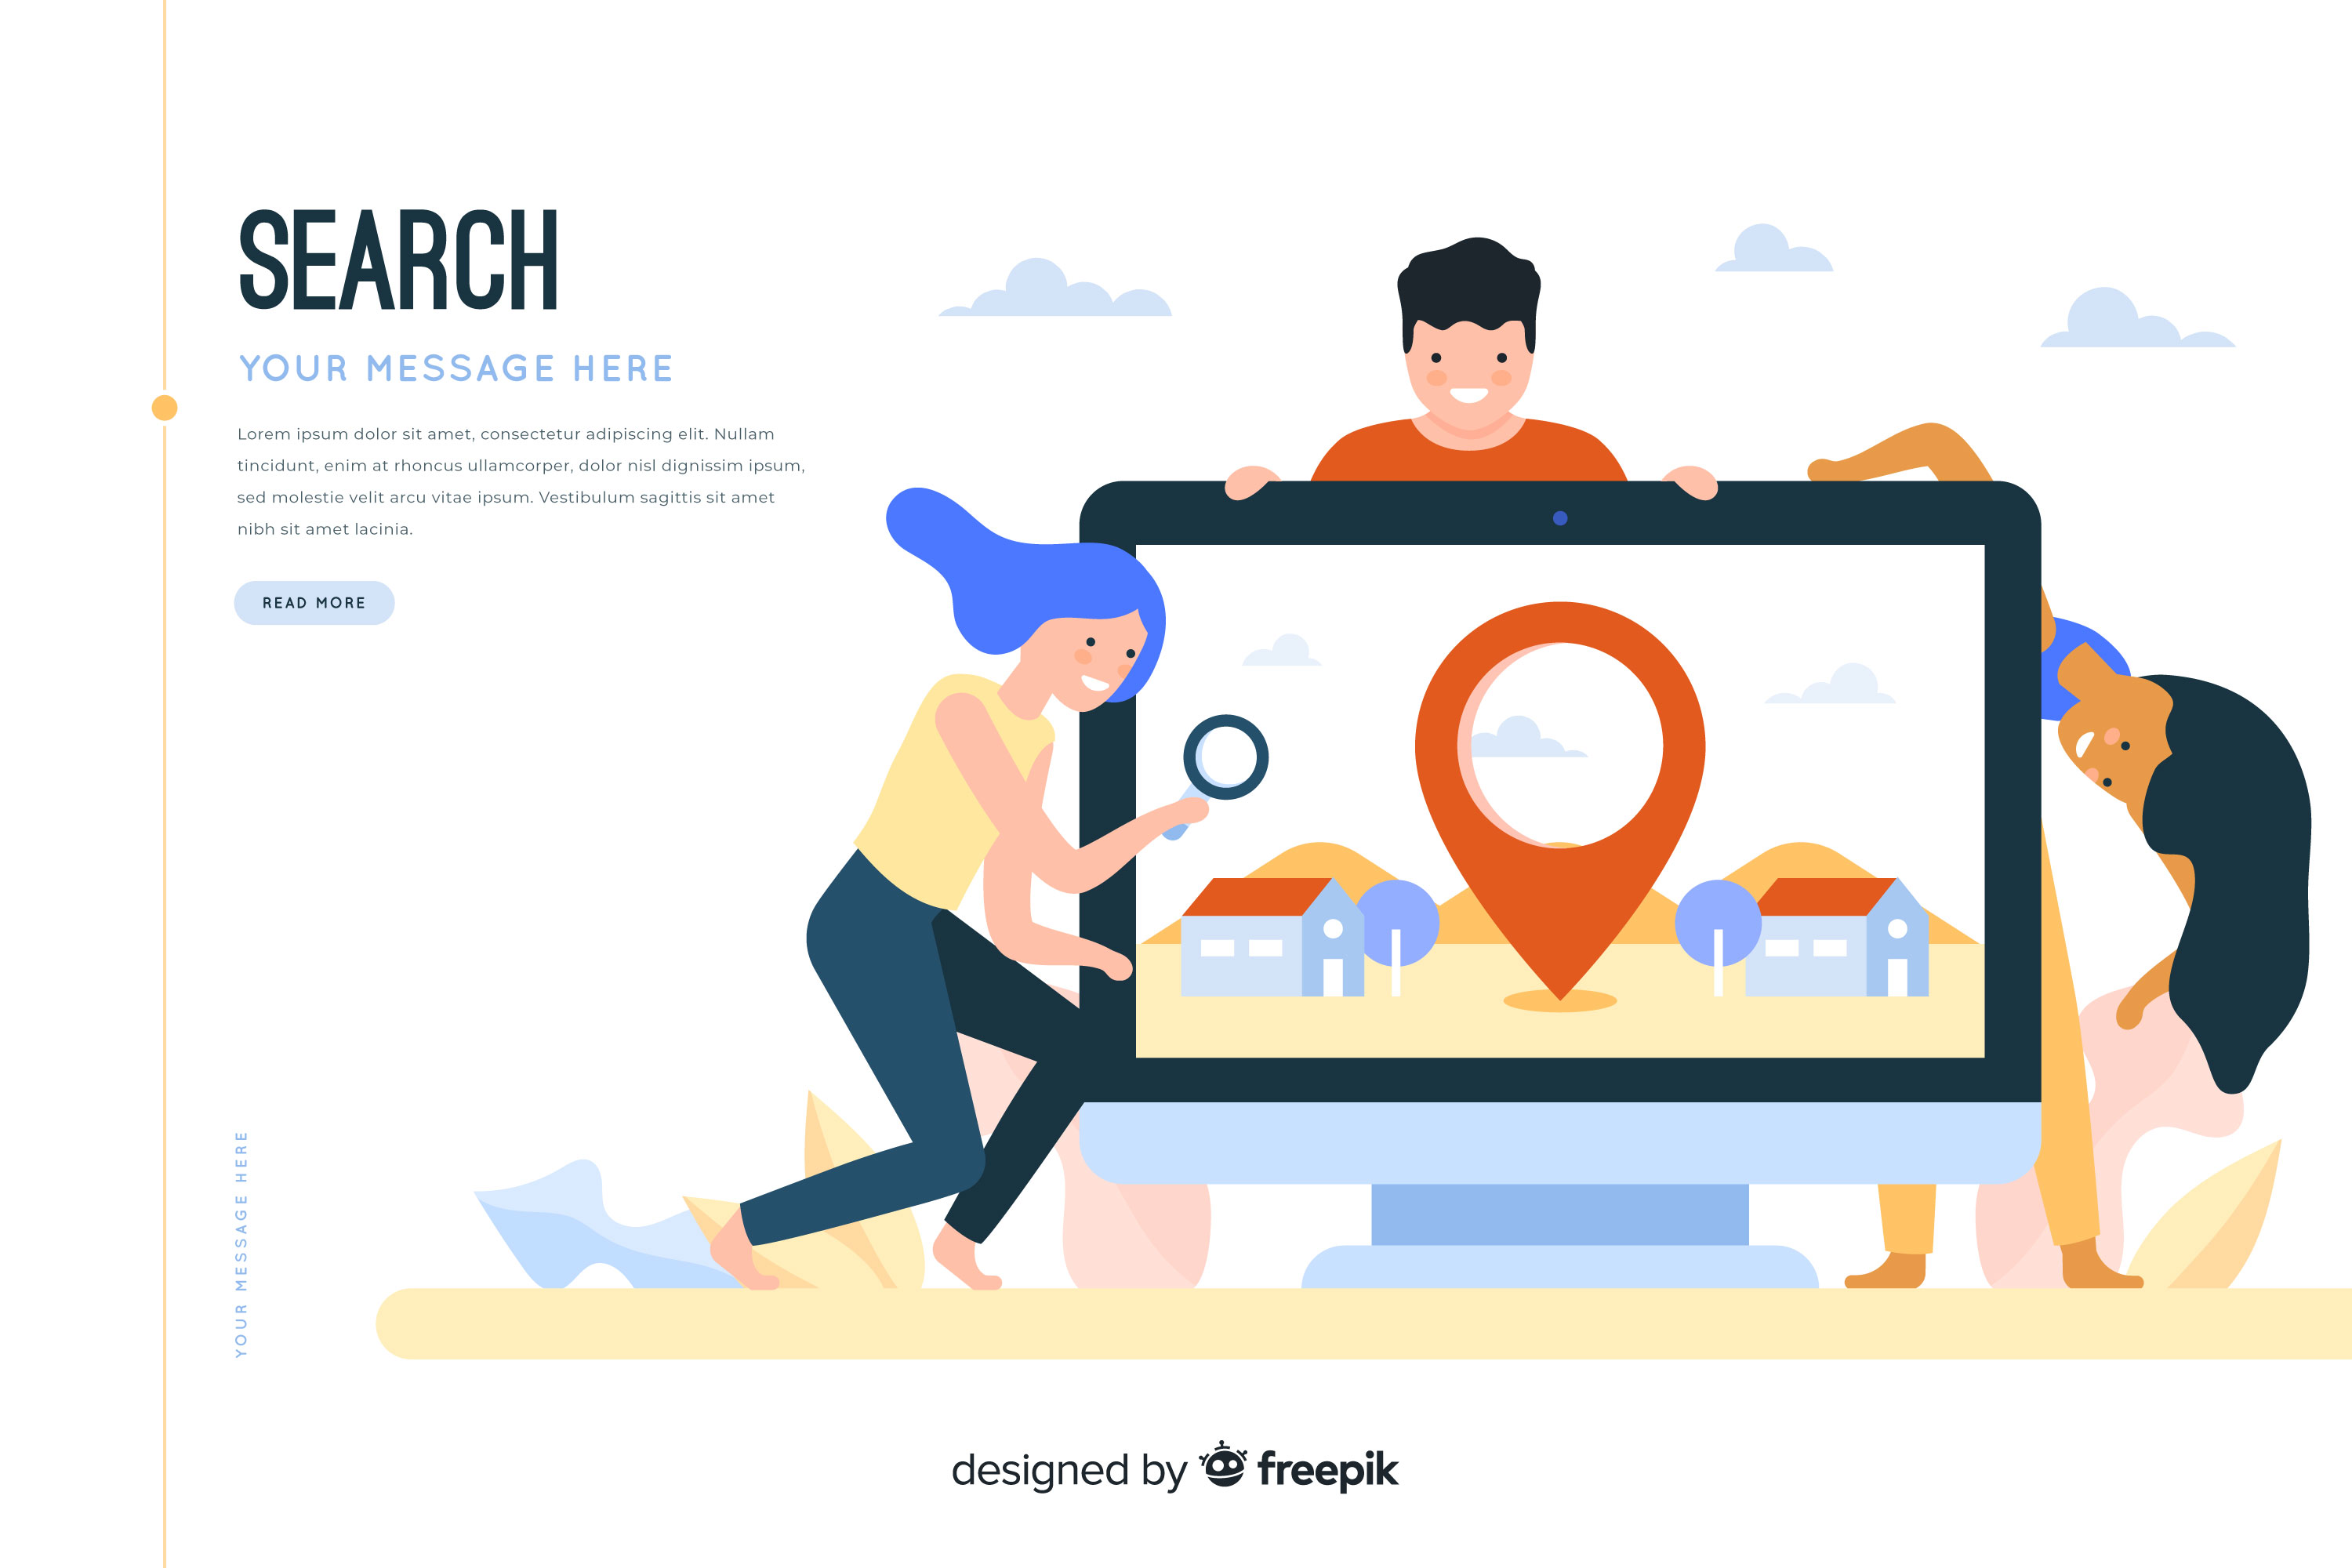 SEARCH
YOUR MESSAGE HERE
Lorem ipsum dolor sit amet, consectetur adipiscing elit. Nullam
tincidunt, enim at rhoncus ullamcorper, dolor nisl dignissim ipsum,
sed molestie velit arcu vitae ipsum. Vestibulum sagittis sit amet
nibh sit amet lacinia.
READ MORE
YOUR MESSAGE HERE
designed by freepik